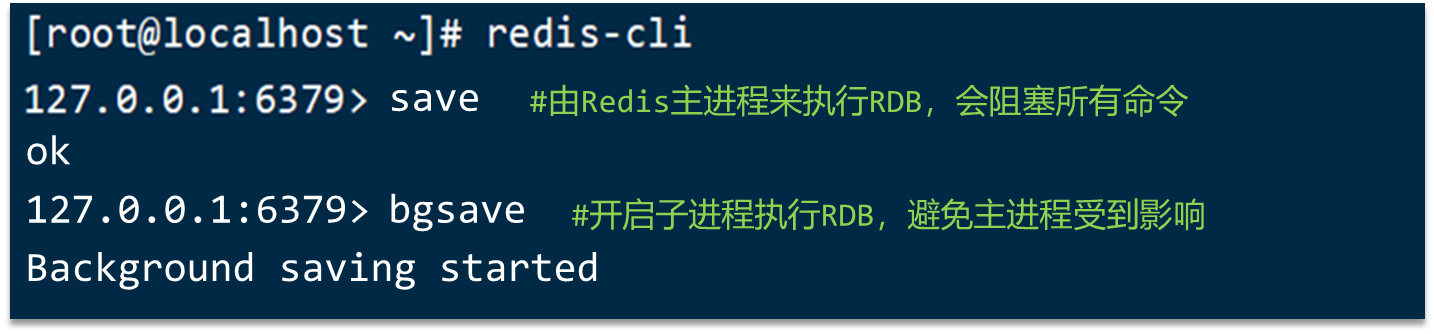 [root@localhost ~]# redis-cli
127.0.0.1:6379> save #由Redis主进程来执行RDB，会阻塞所有命令
ok
127.0.0.1:6379> bgsave #开启子进程执行RDB，避免主进程受到影响
Background saving started